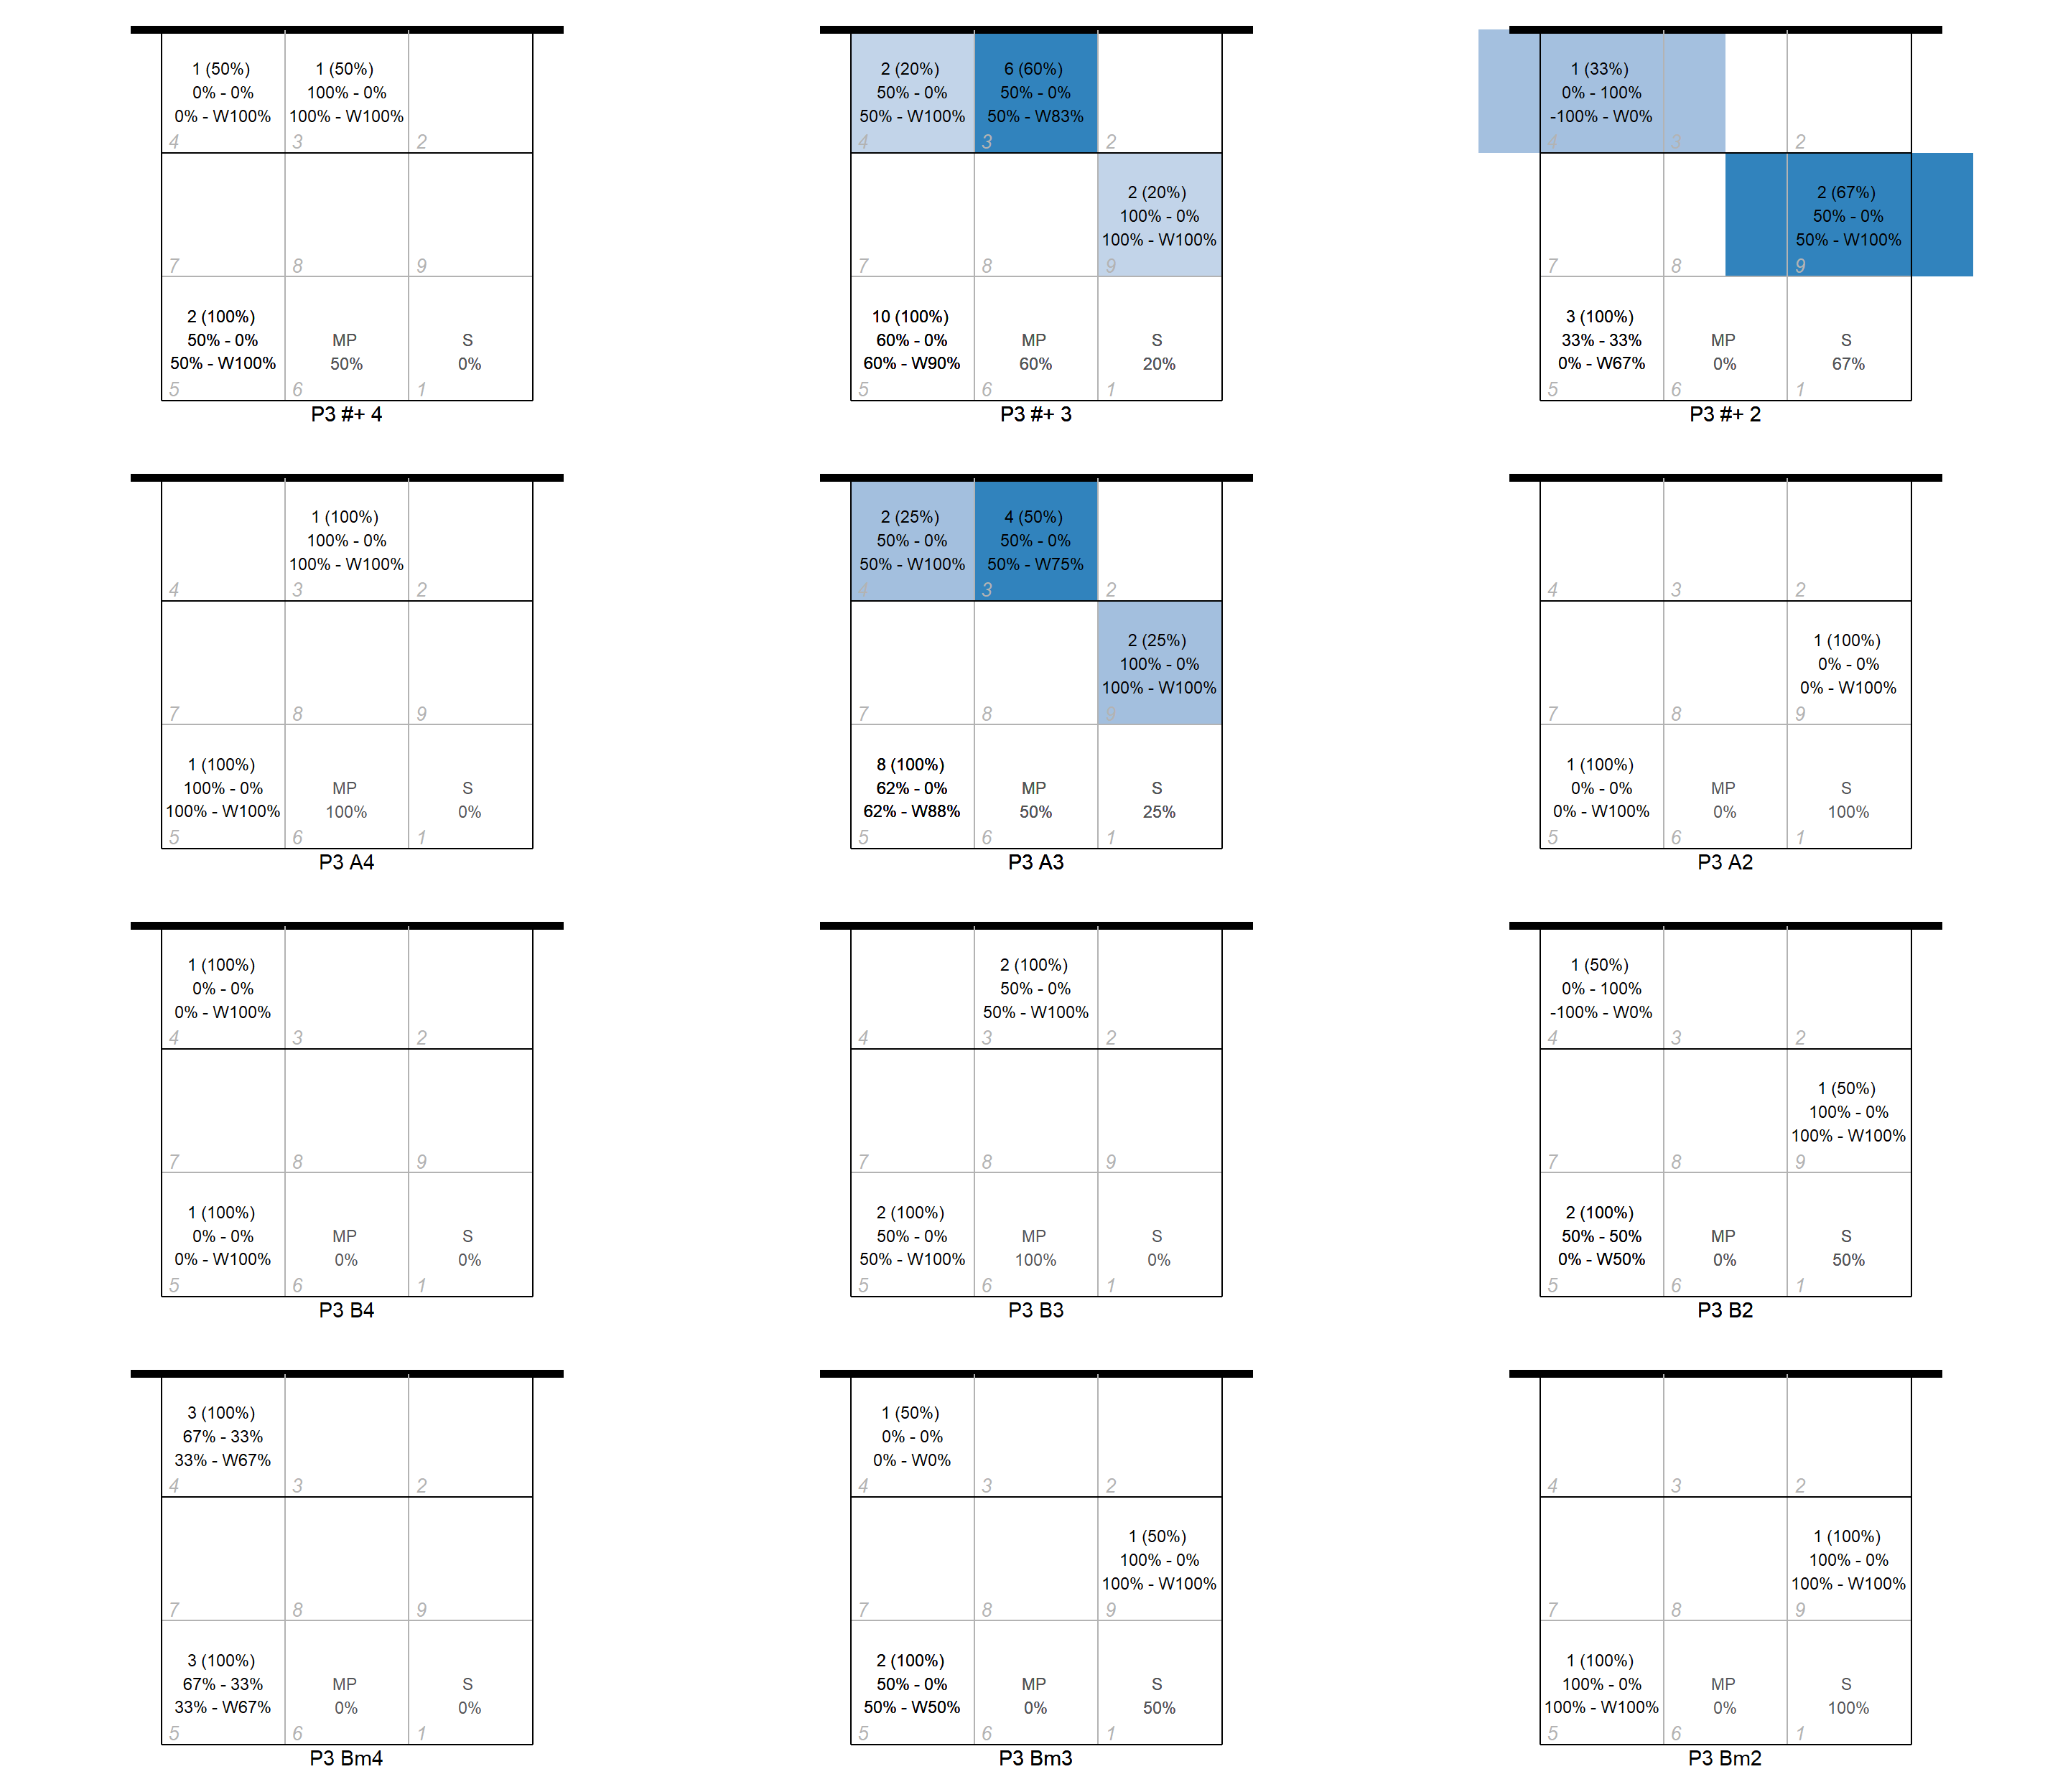 1 (50%)
0% - 0%
0% - W100%
4
1 (50%)
100% - 0%
100% - W100%
3
2
7
8
9
2 (100%)
50% - 0%
50% - W100%
5
MP
50%
6
S
0%
1
P3 #+ 4
2 (20%)
50% - 0%
50% - W100%
4
6 (60%)
50% - 0%
50% - W83%
3
2
7
8
2 (20%)
100% - 0%
100% - W100%
9
10 (100%)
60% - 0%
60% - W90%
5
MP
60%
6
S
20%
1
P3 #+ 3
1 (33%)
0% - 100%
-100% - W0%
4
3
2
7
8
2 (67%)
50% - 0%
50% - W100%
9
3 (100%)
33% - 33%
0% - W67%
5
MP
0%
6
S
67%
1
P3 #+ 2
4
1 (100%)
100% - 0%
100% - W100%
3
2
7
8
9
1 (100%)
100% - 0%
100% - W100%
5
MP
100%
6
S
0%
1
P3 A4
2 (25%)
50% - 0%
50% - W100%
4
4 (50%)
50% - 0%
50% - W75%
3
2
7
8
2 (25%)
100% - 0%
100% - W100%
9
8 (100%)
62% - 0%
62% - W88%
5
MP
50%
6
S
25%
1
P3 A3
4
3
2
7
8
1 (100%)
0% - 0%
0% - W100%
9
1 (100%)
0% - 0%
0% - W100%
5
MP
0%
6
S
100%
1
P3 A2
1 (100%)
0% - 0%
0% - W100%
4
3
2
7
8
9
1 (100%)
0% - 0%
0% - W100%
5
MP
0%
6
S
0%
1
P3 B4
4
2 (100%)
50% - 0%
50% - W100%
3
2
7
8
9
2 (100%)
50% - 0%
50% - W100%
5
MP
100%
6
S
0%
1
P3 B3
1 (50%)
0% - 100%
-100% - W0%
4
3
2
7
8
1 (50%)
100% - 0%
100% - W100%
9
2 (100%)
50% - 50%
0% - W50%
5
MP
0%
6
S
50%
1
P3 B2
3 (100%)
67% - 33%
33% - W67%
4
3
2
7
8
9
3 (100%)
67% - 33%
33% - W67%
5
MP
0%
6
S
0%
1
P3 Bm4
1 (50%)
0% - 0%
0% - W0%
4
3
2
7
8
1 (50%)
100% - 0%
100% - W100%
9
2 (100%)
50% - 0%
50% - W50%
5
MP
0%
6
S
50%
1
P3 Bm3
4
3
2
7
8
1 (100%)
100% - 0%
100% - W100%
9
1 (100%)
100% - 0%
100% - W100%
5
MP
0%
6
S
100%
1
P3 Bm2